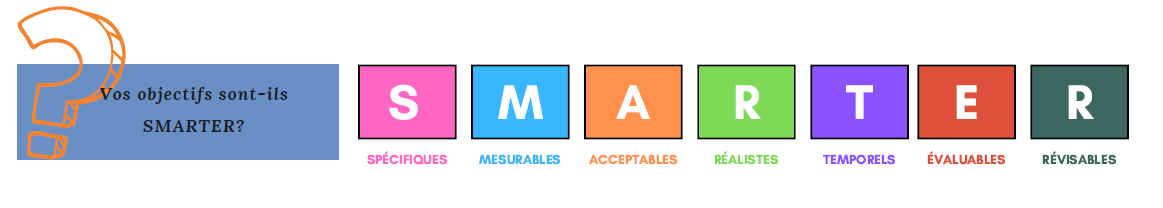 Vos objectifs sont-ils
SMARTER?
S M A R T E R
SPÉCIFIQUES MESURABLES ACCEPTABLES RÉALISTES TEMPORELS ÉVALUABLES RÉVISABLES